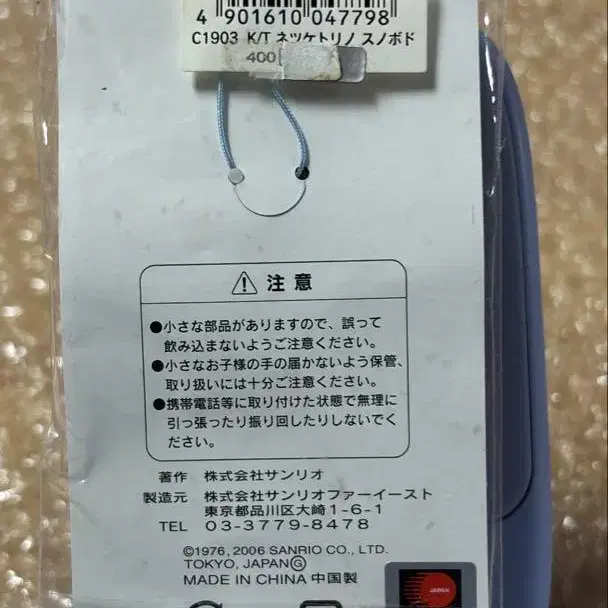 4 901610 047798
C1903 K/T ネツケトリノ スノボド
400
⚠ 注意
●小さな部品がありますので、誤って
飲み込まないようご注意ください。
●小さなお子様の手の届かないよう保管、
取り扱いには十分ご注意ください。
●携帯電話等に取り付けた状態で無理に
引っ張ったり振り回したりしないでく
ださい。
著作 株式会社サンリオ
製造元 株式会社サンリオファーイースト
東京都品川区大崎1-6-1
TEL 03-3779-8478
©1976, 2006 SANRIO CO., LTD.
TOKYO, JAPAN Ⓖ
MADE IN CHINA 中国製
JAPAN